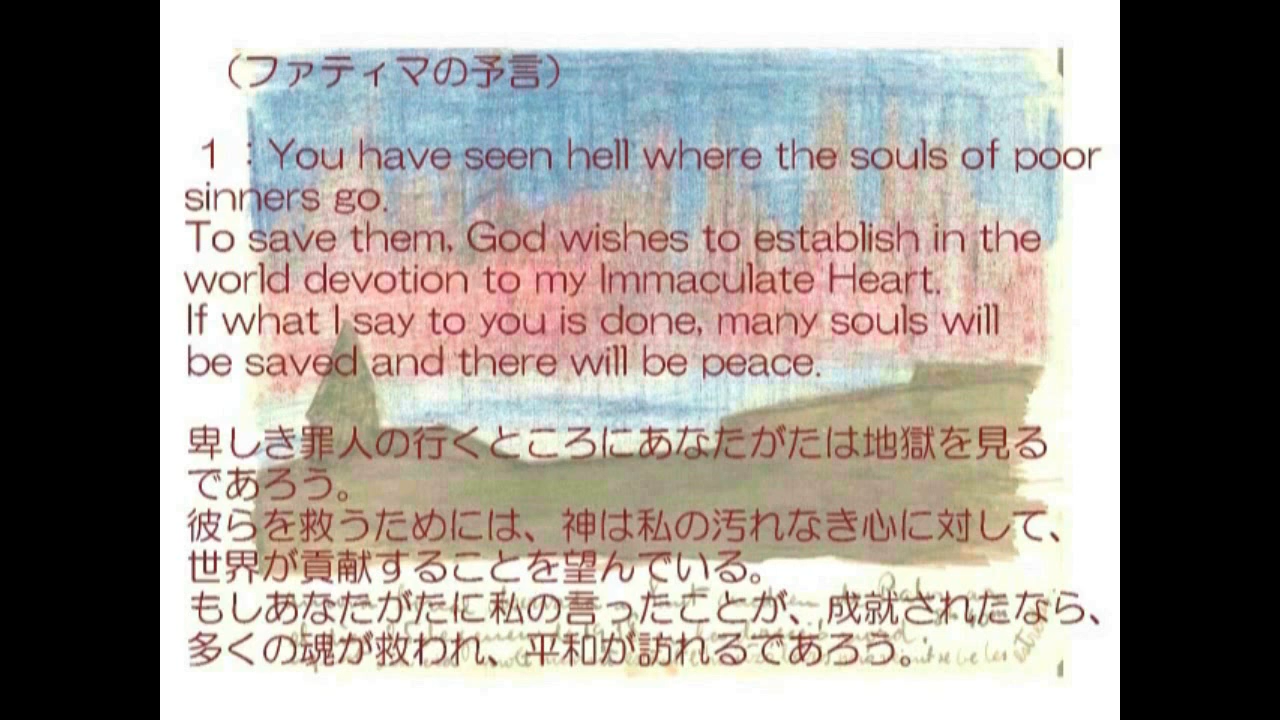 （ファティマの予言）
1：You have seen hell where the souls of poor
sinners go.
To save them, God wishes to establish in the
world devotion to my Immaculate Heart.
If what I say to you is done, many souls will
be saved and there will be peace.
卑しき罪人の行くところにあなたがたは地獄を見る
であろう。
彼らを救うためには、神は私の汚れなき心に対して、
世界が貢献することを望んでいる。
もしあなたがたに私の言ったことが、成就されたなら、
多くの魂が救われ、平和が訪れるであろう。